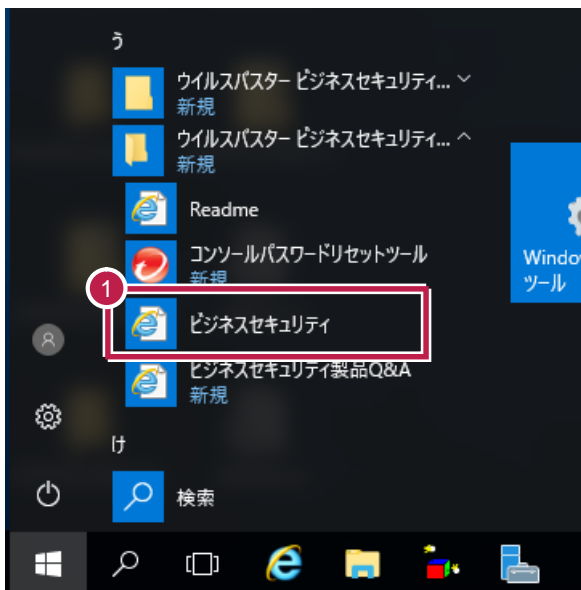 う
ウイルスバスター ビジネスセキュリティ...
新規
ウイルスバスター ビジネスセキュリティ...
新規
Readme
コンソールパスワードリセットツール
新規
1
ビジネスセキュリティ
ビジネスセキュリティ製品Q&A
新規
け
検索
Windo
ツール